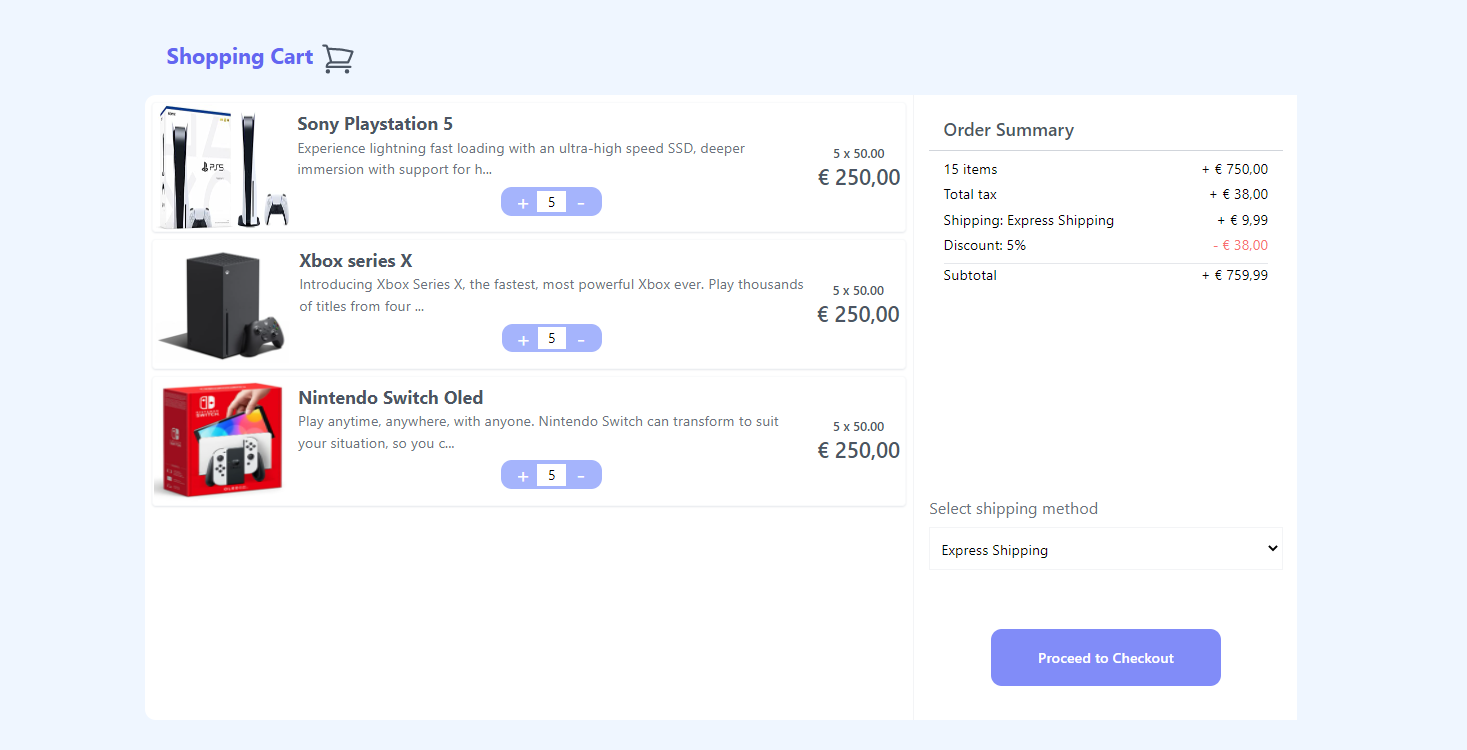 Shopping Cart
Sony Playstation 5
Experience lightning fast loading with an ultra-high speed SSD, deeper
immersion with support for h...
+ 5 -
5 x 50.00
€ 250,00
Xbox series X
Introducing Xbox Series X, the fastest, most powerful Xbox ever. Play thousands
of titles from four ...
+ 5 -
5 x 50.00
€ 250,00
Nintendo Switch Oled
Play anytime, anywhere, with anyone. Nintendo Switch can transform to suit
your situation, so you c...
+ 5 -
5 x 50.00
€ 250,00
Order Summary
15 items + € 750,00
Total tax + € 38,00
Shipping: Express Shipping + € 9,99
Discount: 5% - € 38,00
Subtotal + € 759,99
Select shipping method
Express Shipping
Proceed to Checkout
PS5
NINTENDO
SWITCH